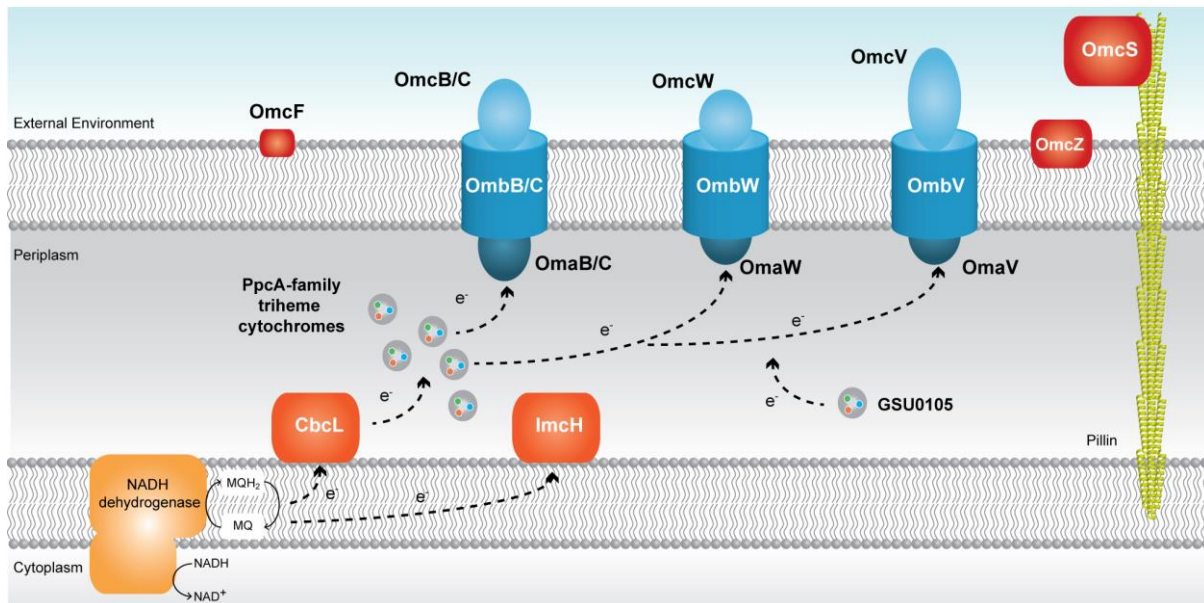 OmcS
OmcV
OmcB/C
OmcW
OmcF
External Environment
OmcZ
OmbB/C
OmbW
OmbV
Periplasm
OmaB/C
OmaW
OmaV
PpcA-family
triheme
cytochromes
e-
e-
e-
e-
e-
GSU0105
CbcL
ImcH
Pillin
NADH
dehydrogenase
MQH₂
e-
e-
MQ
Cytoplasm
NADH
NAD⁺